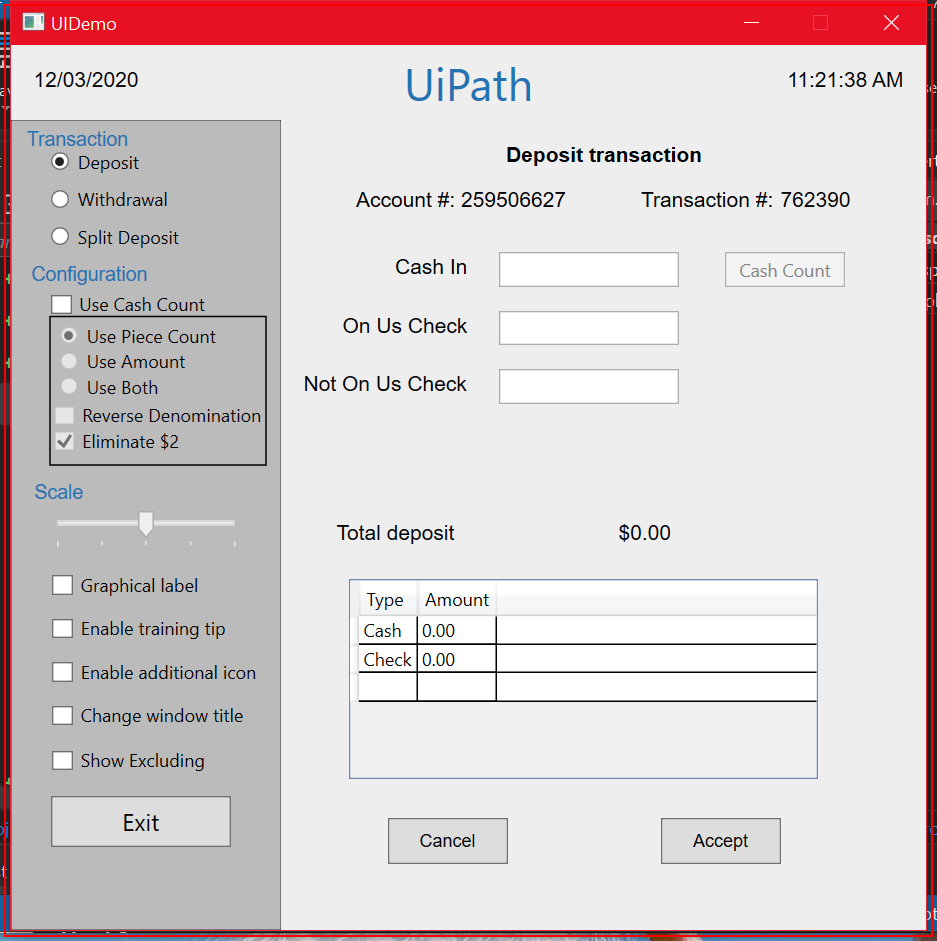 UIDemo
12/03/2020
UiPath
11:21:38 AM
Transaction
Deposit
Withdrawal
Split Deposit
Configuration
Use Cash Count
Use Piece Count
Use Amount
Use Both
Reverse Denomination
Eliminate $2
Scale
Graphical label
Enable training tip
Enable additional icon
Change window title
Show Excluding
Exit
Deposit transaction
Account #: 259506627 Transaction #: 762390
Cash In
Cash Count
On Us Check
Not On Us Check
Total deposit $0.00
Type Amount
Cash 0.00
Check 0.00
Cancel Accept